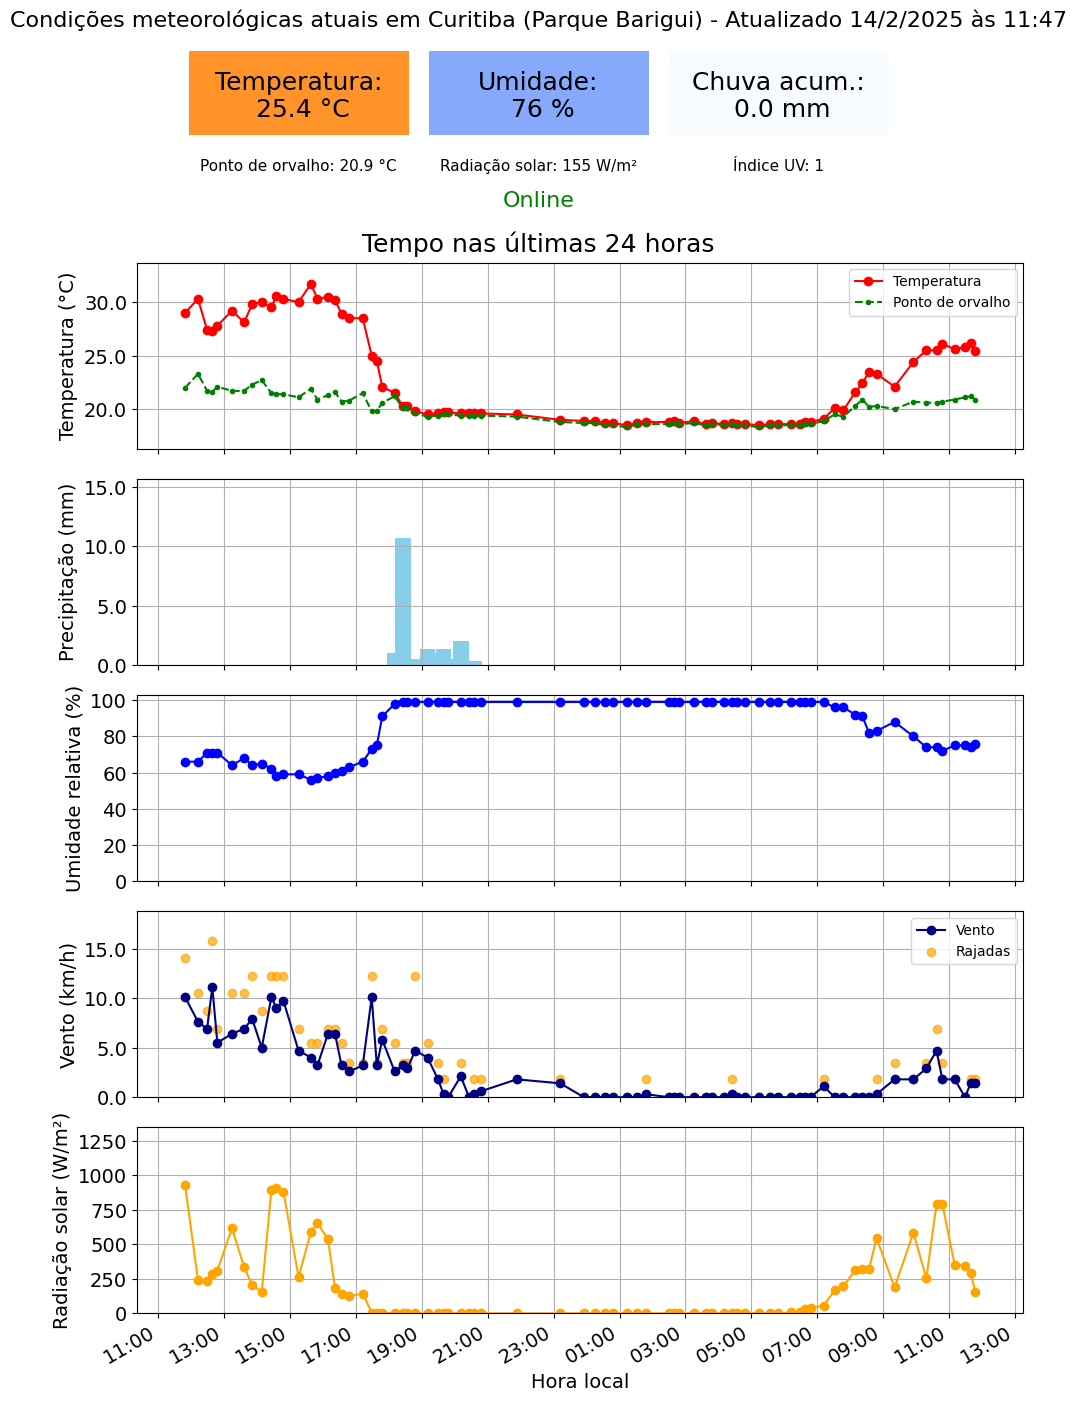 Condições meteorológicas atuais em Curitiba (Parque Barigui) - Atualizado 14/2/2025 às 11:47
Temperatura:
25.4 °C
Umidade:
76 %
Chuva acum.:
0.0 mm
Ponto de orvalho: 20.9 °C
Radiação solar: 155 W/m²
Índice UV: 1
Online
Tempo nas últimas 24 horas
Temperatura (°C)
30.0
25.0
20.0
Temperatura
Ponto de orvalho
Precipitação (mm)
15.0
10.0
5.0
0.0
Umidade relativa (%)
100
80
60
40
20
0
Vento (km/h)
15.0
10.0
5.0
0.0
Vento
Rajadas
Radiação solar (W/m²)
1250
1000
750
500
250
0
11:00
13:00
15:00
17:00
19:00
21:00
23:00
01:00
03:00
05:00
07:00
09:00
11:00
13:00
Hora local